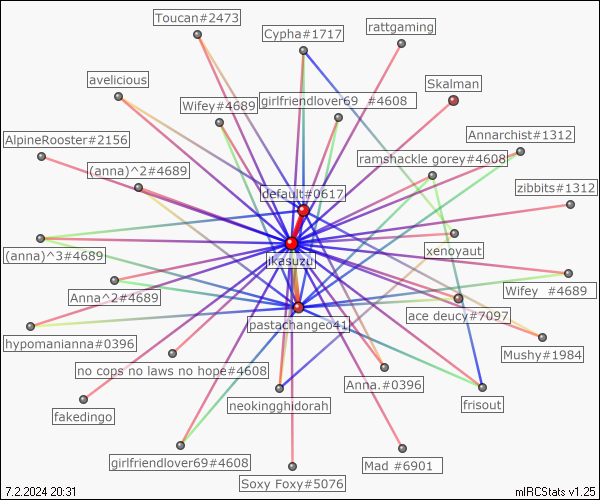 Toucan#2473
Cypha#1717
rattgaming
avelicious
Skalman
Wifey#4689
girlfriendlover69 #4608
AlpineRooster#2156
Annarchist#1312
(anna)^2#4689
ramshackle gorey#4608
default#0617
zibbits#1312
(anna)^3#4689
xenoyaut
ikasuzu
Wifey #4689
Anna^2#4689
ace deucy#7097
pastachangeo41
hypomanianna#0396
Mushy#1984
no cops no laws no hope#4608
Anna.#0396
fakedingo
neokingghidorah
frisout
girlfriendlover69#4608
Mad #6901
Soxy Foxy#5076
7.2.2024 20:31
mIRCStats v1.25